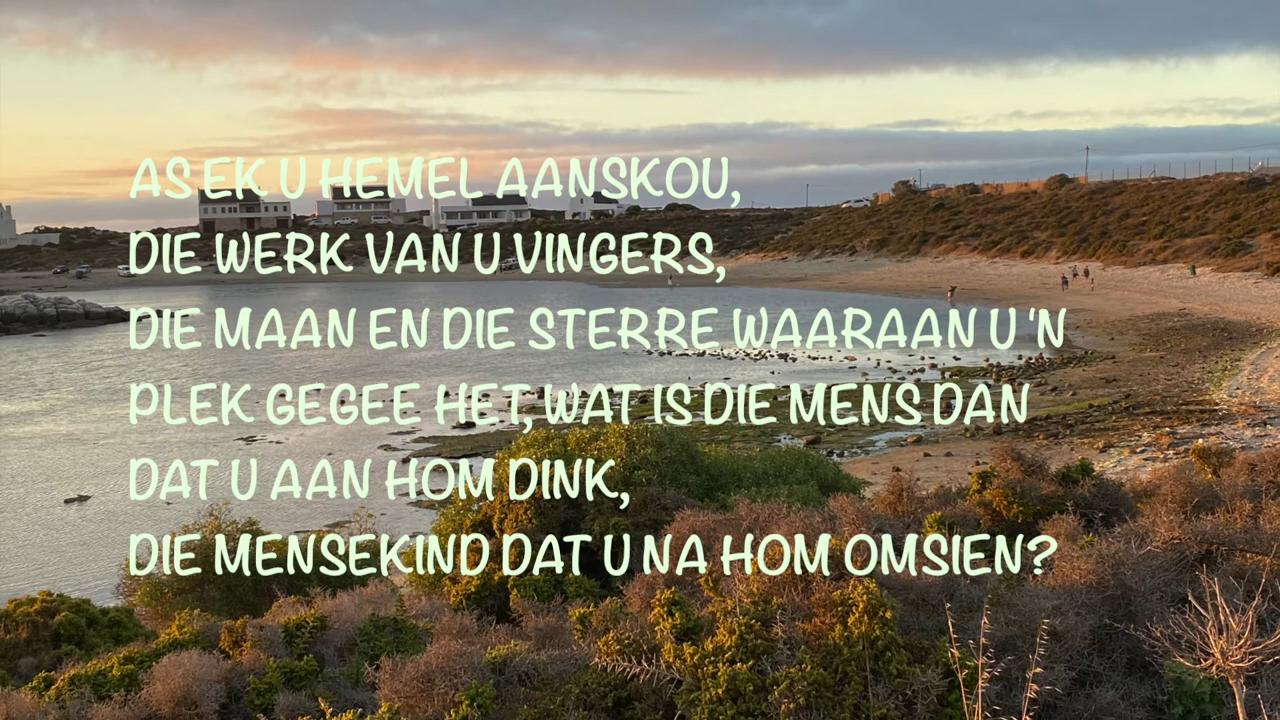 AS EK U HEMEL AANSKOU,
DIE WERK VAN U VINGERS,
DIE MAAN EN DIE STERRE WAARAAN U 'N
PLEK GEGEE HET, WAT IS DIE MENS DAN
DAT U AAN HOM DINK,
DIE MENSEKIND DAT U NA HOM OMSIEN?